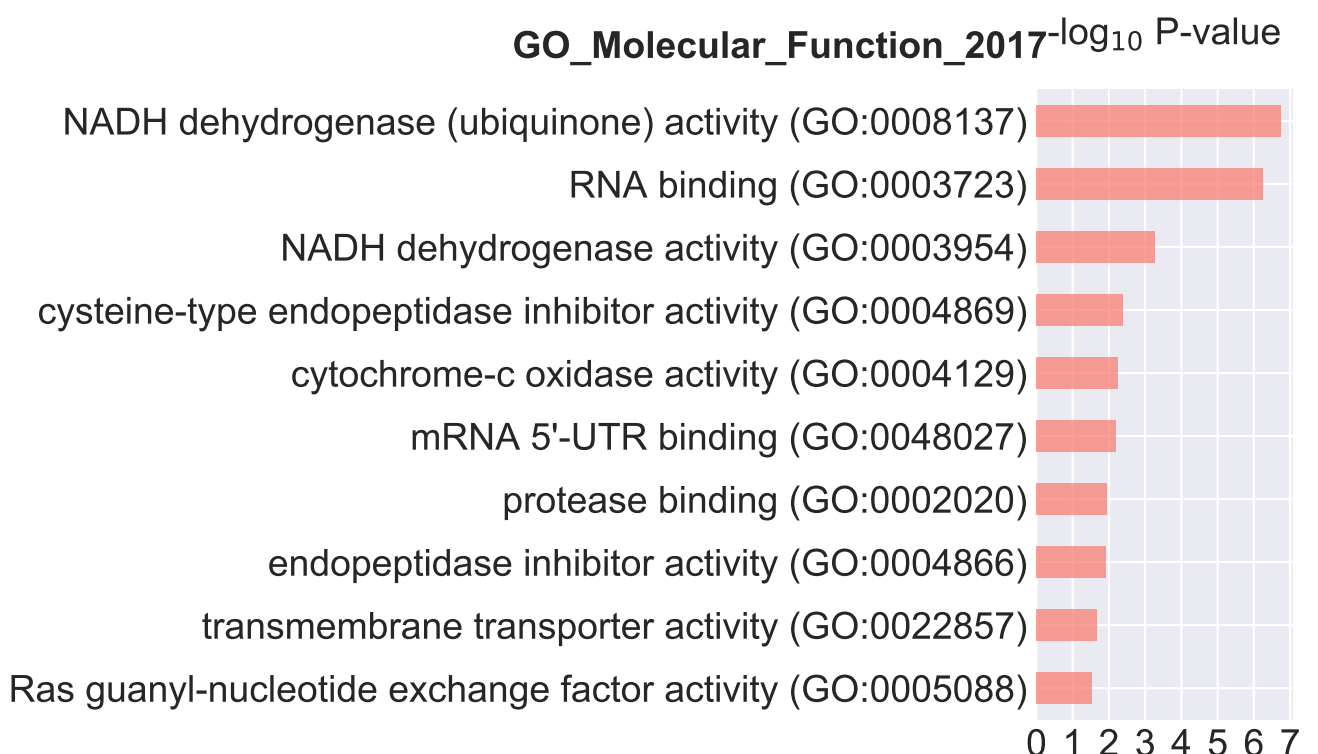 GO_Molecular_Function_2017 -log10 P-value
NADH dehydrogenase (ubiquinone) activity (GO:0008137)
RNA binding (GO:0003723)
NADH dehydrogenase activity (GO:0003954)
cysteine-type endopeptidase inhibitor activity (GO:0004869)
cytochrome-c oxidase activity (GO:0004129)
mRNA 5'-UTR binding (GO:0048027)
protease binding (GO:0002020)
endopeptidase inhibitor activity (GO:0004866)
transmembrane transporter activity (GO:0022857)
Ras guanyl-nucleotide exchange factor activity (GO:0005088)
0 1 2 3 4 5 6 7